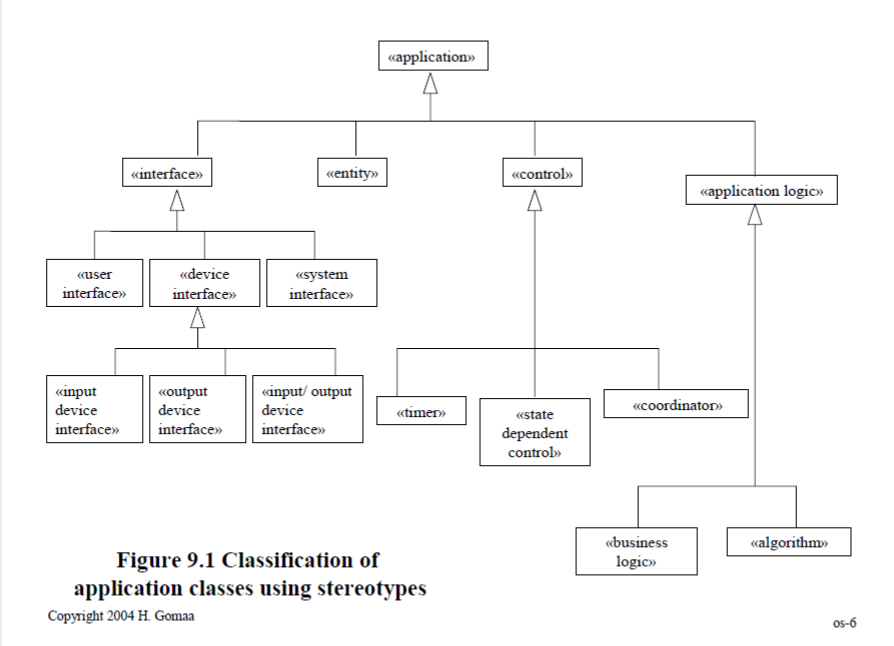 «application»
«interface»
«entity»
«control»
«application logic»
«user
interface»
«device
interface»
«system
interface»
«input
device
interface»
«output
device
interface»
«input/ output
device
interface»
«timer»
«state
dependent
control»
«coordinator»
«business
logic»
«algorithm»
Figure 9.1 Classification of
application classes using stereotypes
Copyright 2004 H. Gomaa
os-6